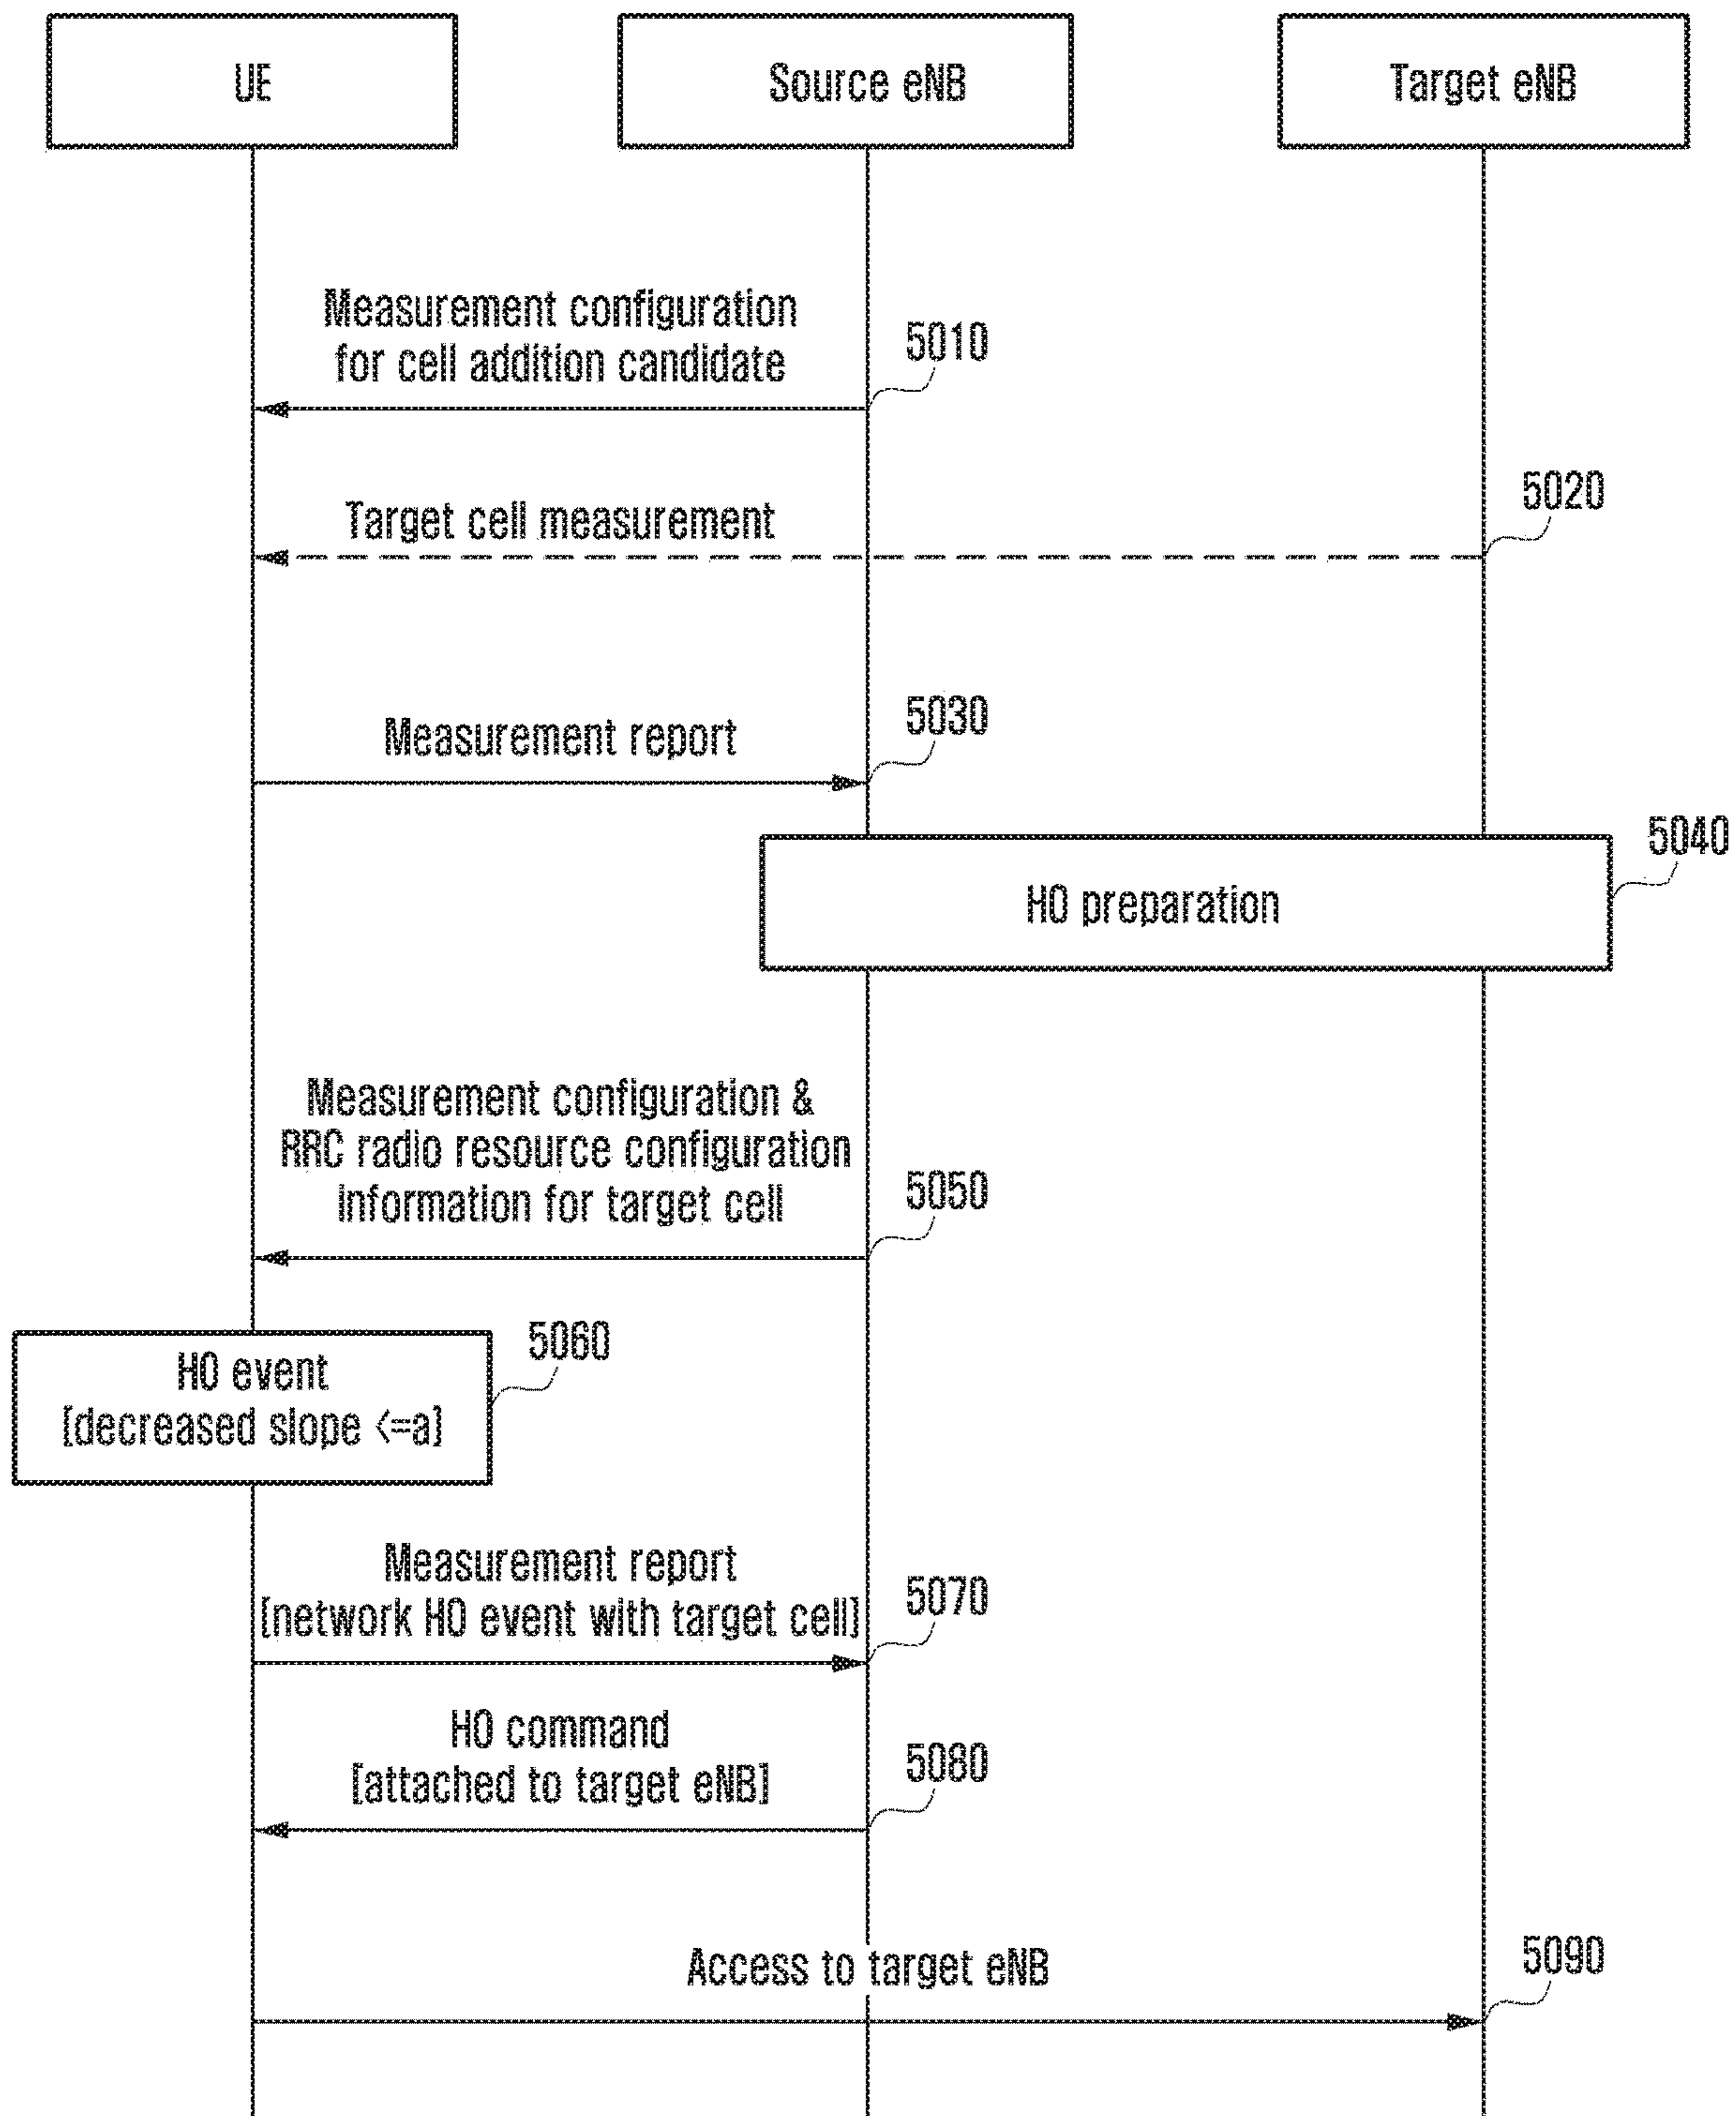 UE
Source eNB
Target eNB
Measurement configuration
for cell addition candidate
5010
Target cell measurement
5020
Measurement report
5030
HO preparation
5040
Measurement configuration &
RRC radio resource configuration
information for target cell
5050
HO event
[decreased slope <=a]
5060
Measurement report
[network HO event with target cell]
5070
HO command
[attached to target eNB]
5080
Access to target eNB
5090